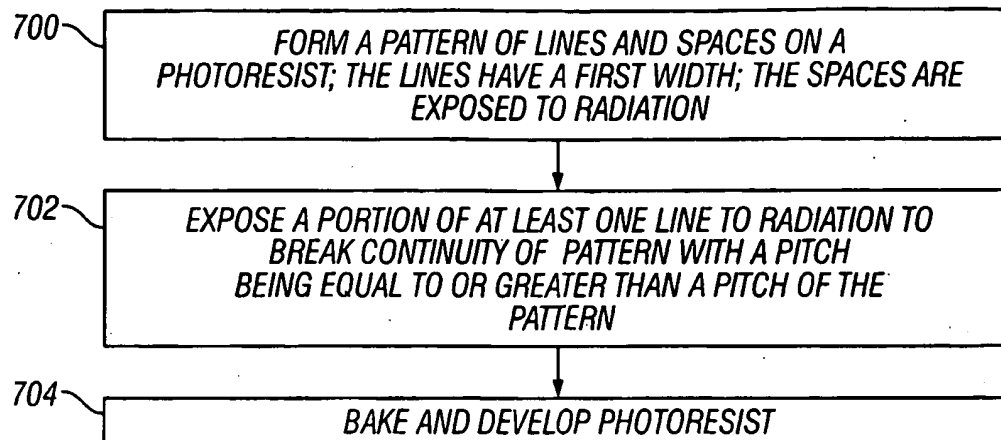 700
FORM A PATTERN OF LINES AND SPACES ON A
PHOTORESIST; THE LINES HAVE A FIRST WIDTH; THE SPACES ARE
EXPOSED TO RADIATION
702
EXPOSE A PORTION OF AT LEAST ONE LINE TO RADIATION TO
BREAK CONTINUITY OF PATTERN WITH A PITCH
BEING EQUAL TO OR GREATER THAN A PITCH OF THE
PATTERN
704
BAKE AND DEVELOP PHOTORESIST